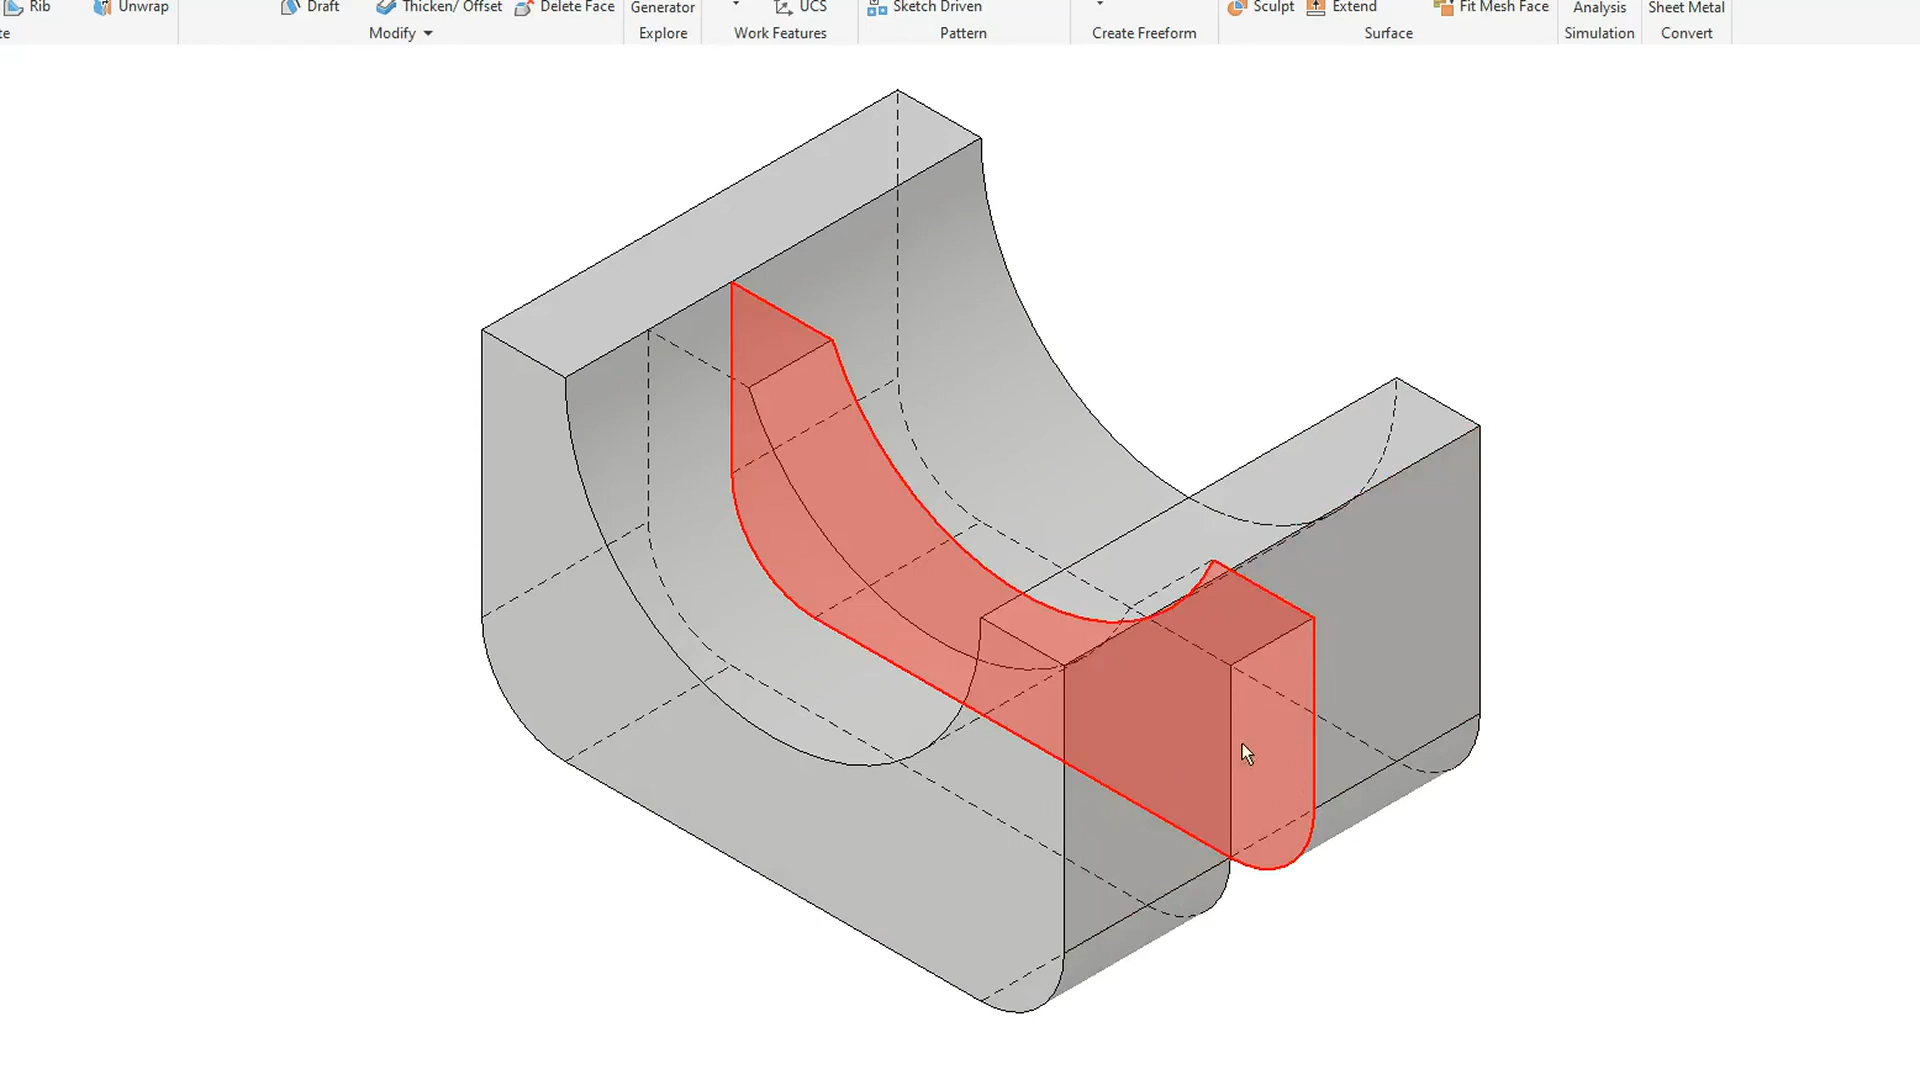 Rib Unwrap Draft Thicken/ Offset Delete Face Generator UCS Sketch Driven Sculpt Extend Fit Mesh Face Analysis Sheet Metal
te Modify Explore Work Features Pattern Create Freeform Surface Simulation Convert